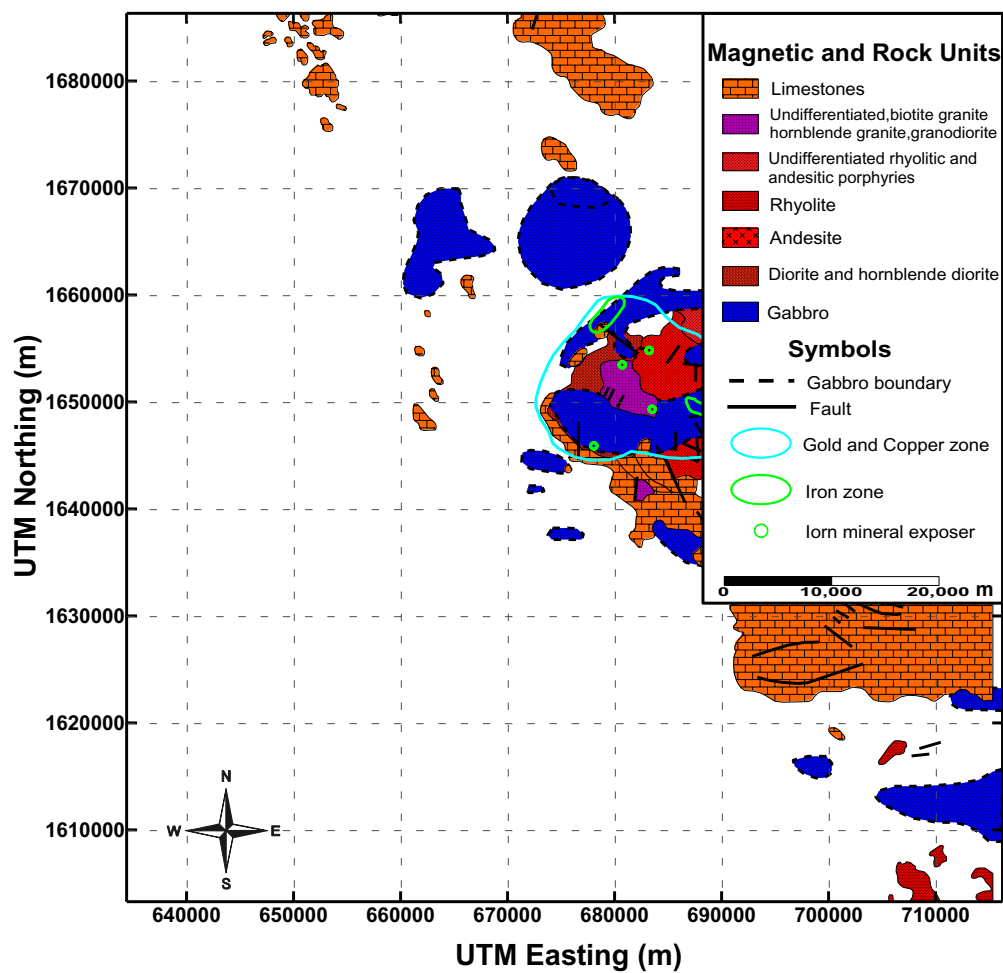 Magnetic and Rock Units
Limestones
Undifferentiated,biotite granite
hornblende granite,granodiorite
Undifferentiated rhyolitic and
andesitic porphyries
Rhyolite
Andesite
Diorite and hornblende diorite
Gabbro
Symbols
Gabbro boundary
Fault
Gold and Copper zone
Iron zone
Iorn mineral exposer
0 10,000 20,000 m
1680000
1670000
1660000
1650000
1640000
1630000
1620000
1610000
UTM Northing (m)
N
W E
S
640000 650000 660000 670000 680000 690000 700000 710000
UTM Easting (m)